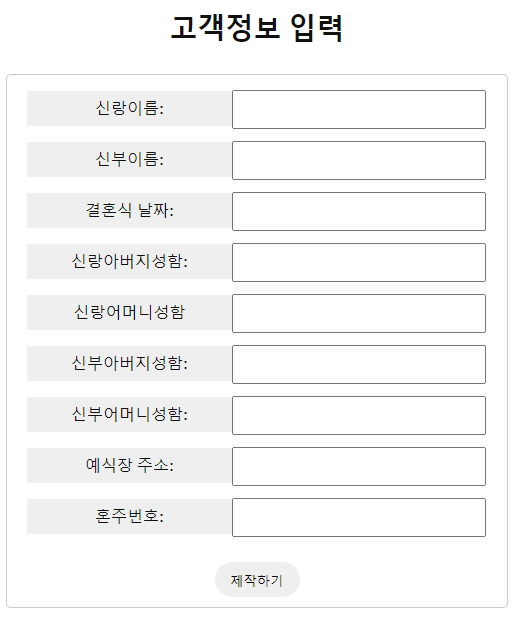 고객정보 입력
신랑이름:
신부이름:
결혼식 날짜:
신랑아버지성함:
신랑어머니성함
신부아버지성함:
신부어머니성함:
예식장 주소:
혼주번호:
제작하기